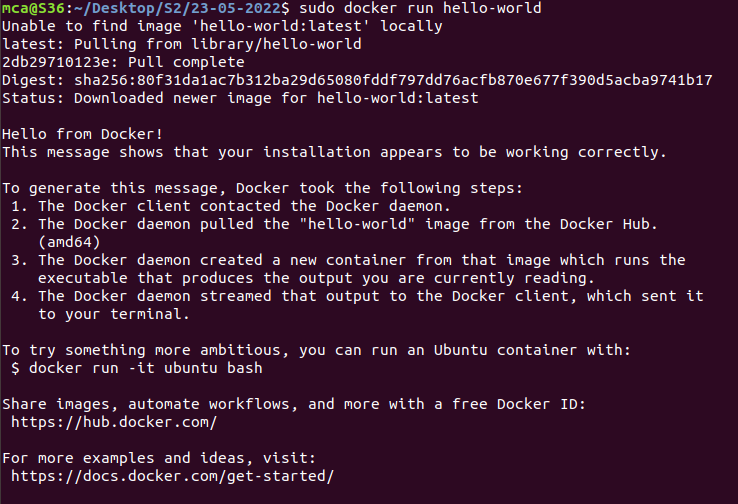 mca@S36:~/Desktop/S2/23-05-2022$ sudo docker run hello-world
Unable to find image 'hello-world:latest' locally
latest: Pulling from library/hello-world
2db29710123e: Pull complete
Digest: sha256:80f31da1ac7b312ba29d65080fddf797dd76acfb870e677f390d5acba9741b17
Status: Downloaded newer image for hello-world:latest

Hello from Docker!
This message shows that your installation appears to be working correctly.

To generate this message, Docker took the following steps:
 1. The Docker client contacted the Docker daemon.
 2. The Docker daemon pulled the "hello-world" image from the Docker Hub.
    (amd64)
 3. The Docker daemon created a new container from that image which runs the
    executable that produces the output you are currently reading.
 4. The Docker daemon streamed that output to the Docker client, which sent it
    to your terminal.

To try something more ambitious, you can run an Ubuntu container with:
 $ docker run -it ubuntu bash

Share images, automate workflows, and more with a free Docker ID:
 https://hub.docker.com/

For more examples and ideas, visit:
 https://docs.docker.com/get-started/